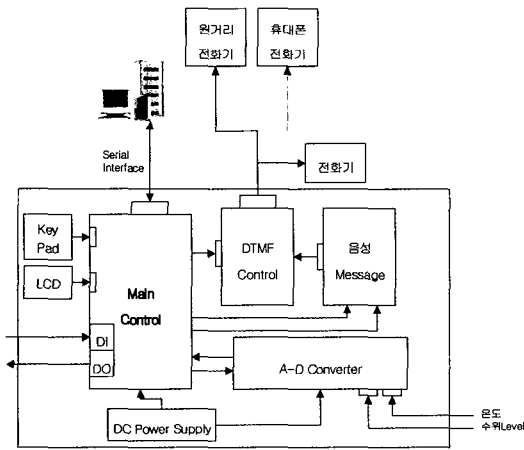 원거리
전화기
휴대폰
전화기
Serial
Interface
전화기
Key
Pad
LCD
Main
Control
DI
DO
DTMF
Control
음성
Message
A-D Converter
DC Power Supply
온도
수위Level